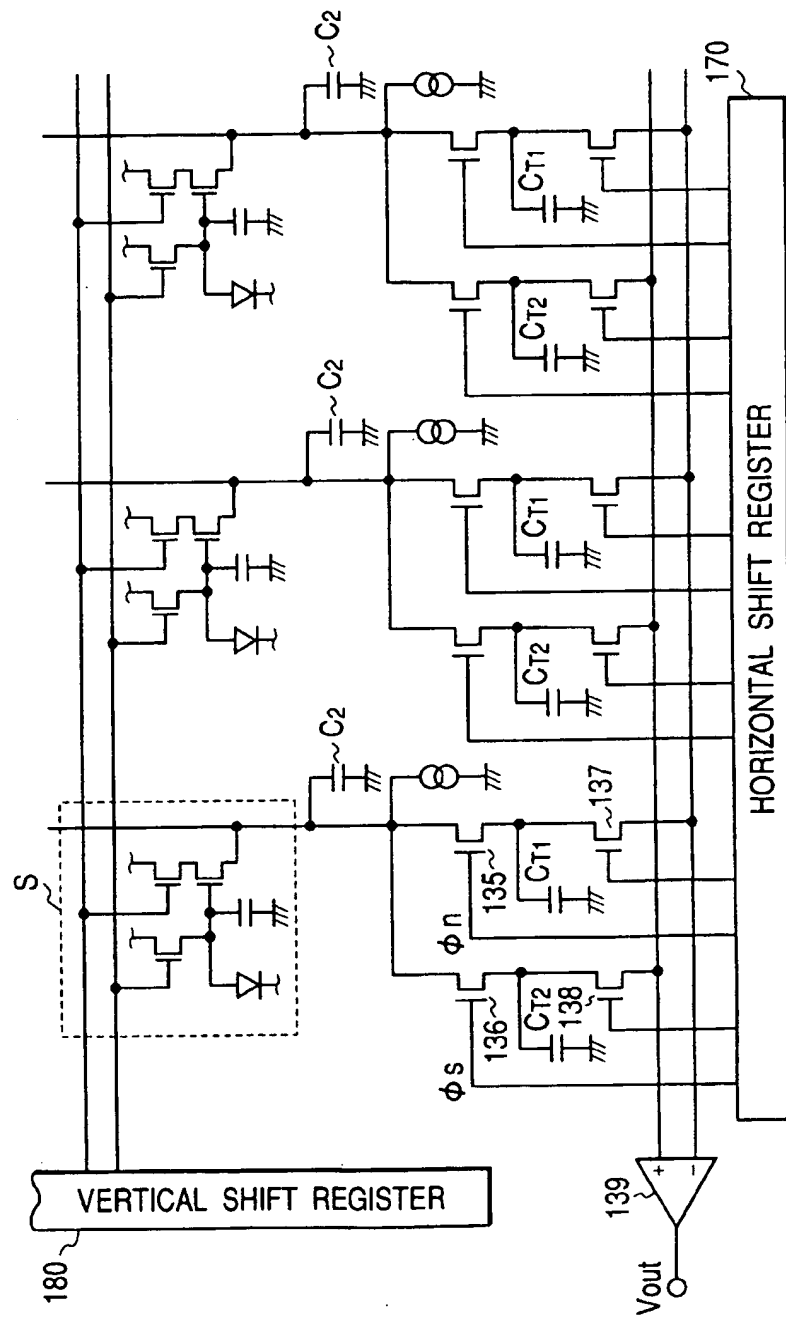 S
C2
C2
C2
180
VERTICAL SHIFT REGISTER
ϕs
ϕn
136
135
CT2
CT1
CT2
CT1
CT2
CT1
138
137
139
+
−
Vout
170
HORIZONTAL SHIFT REGISTER